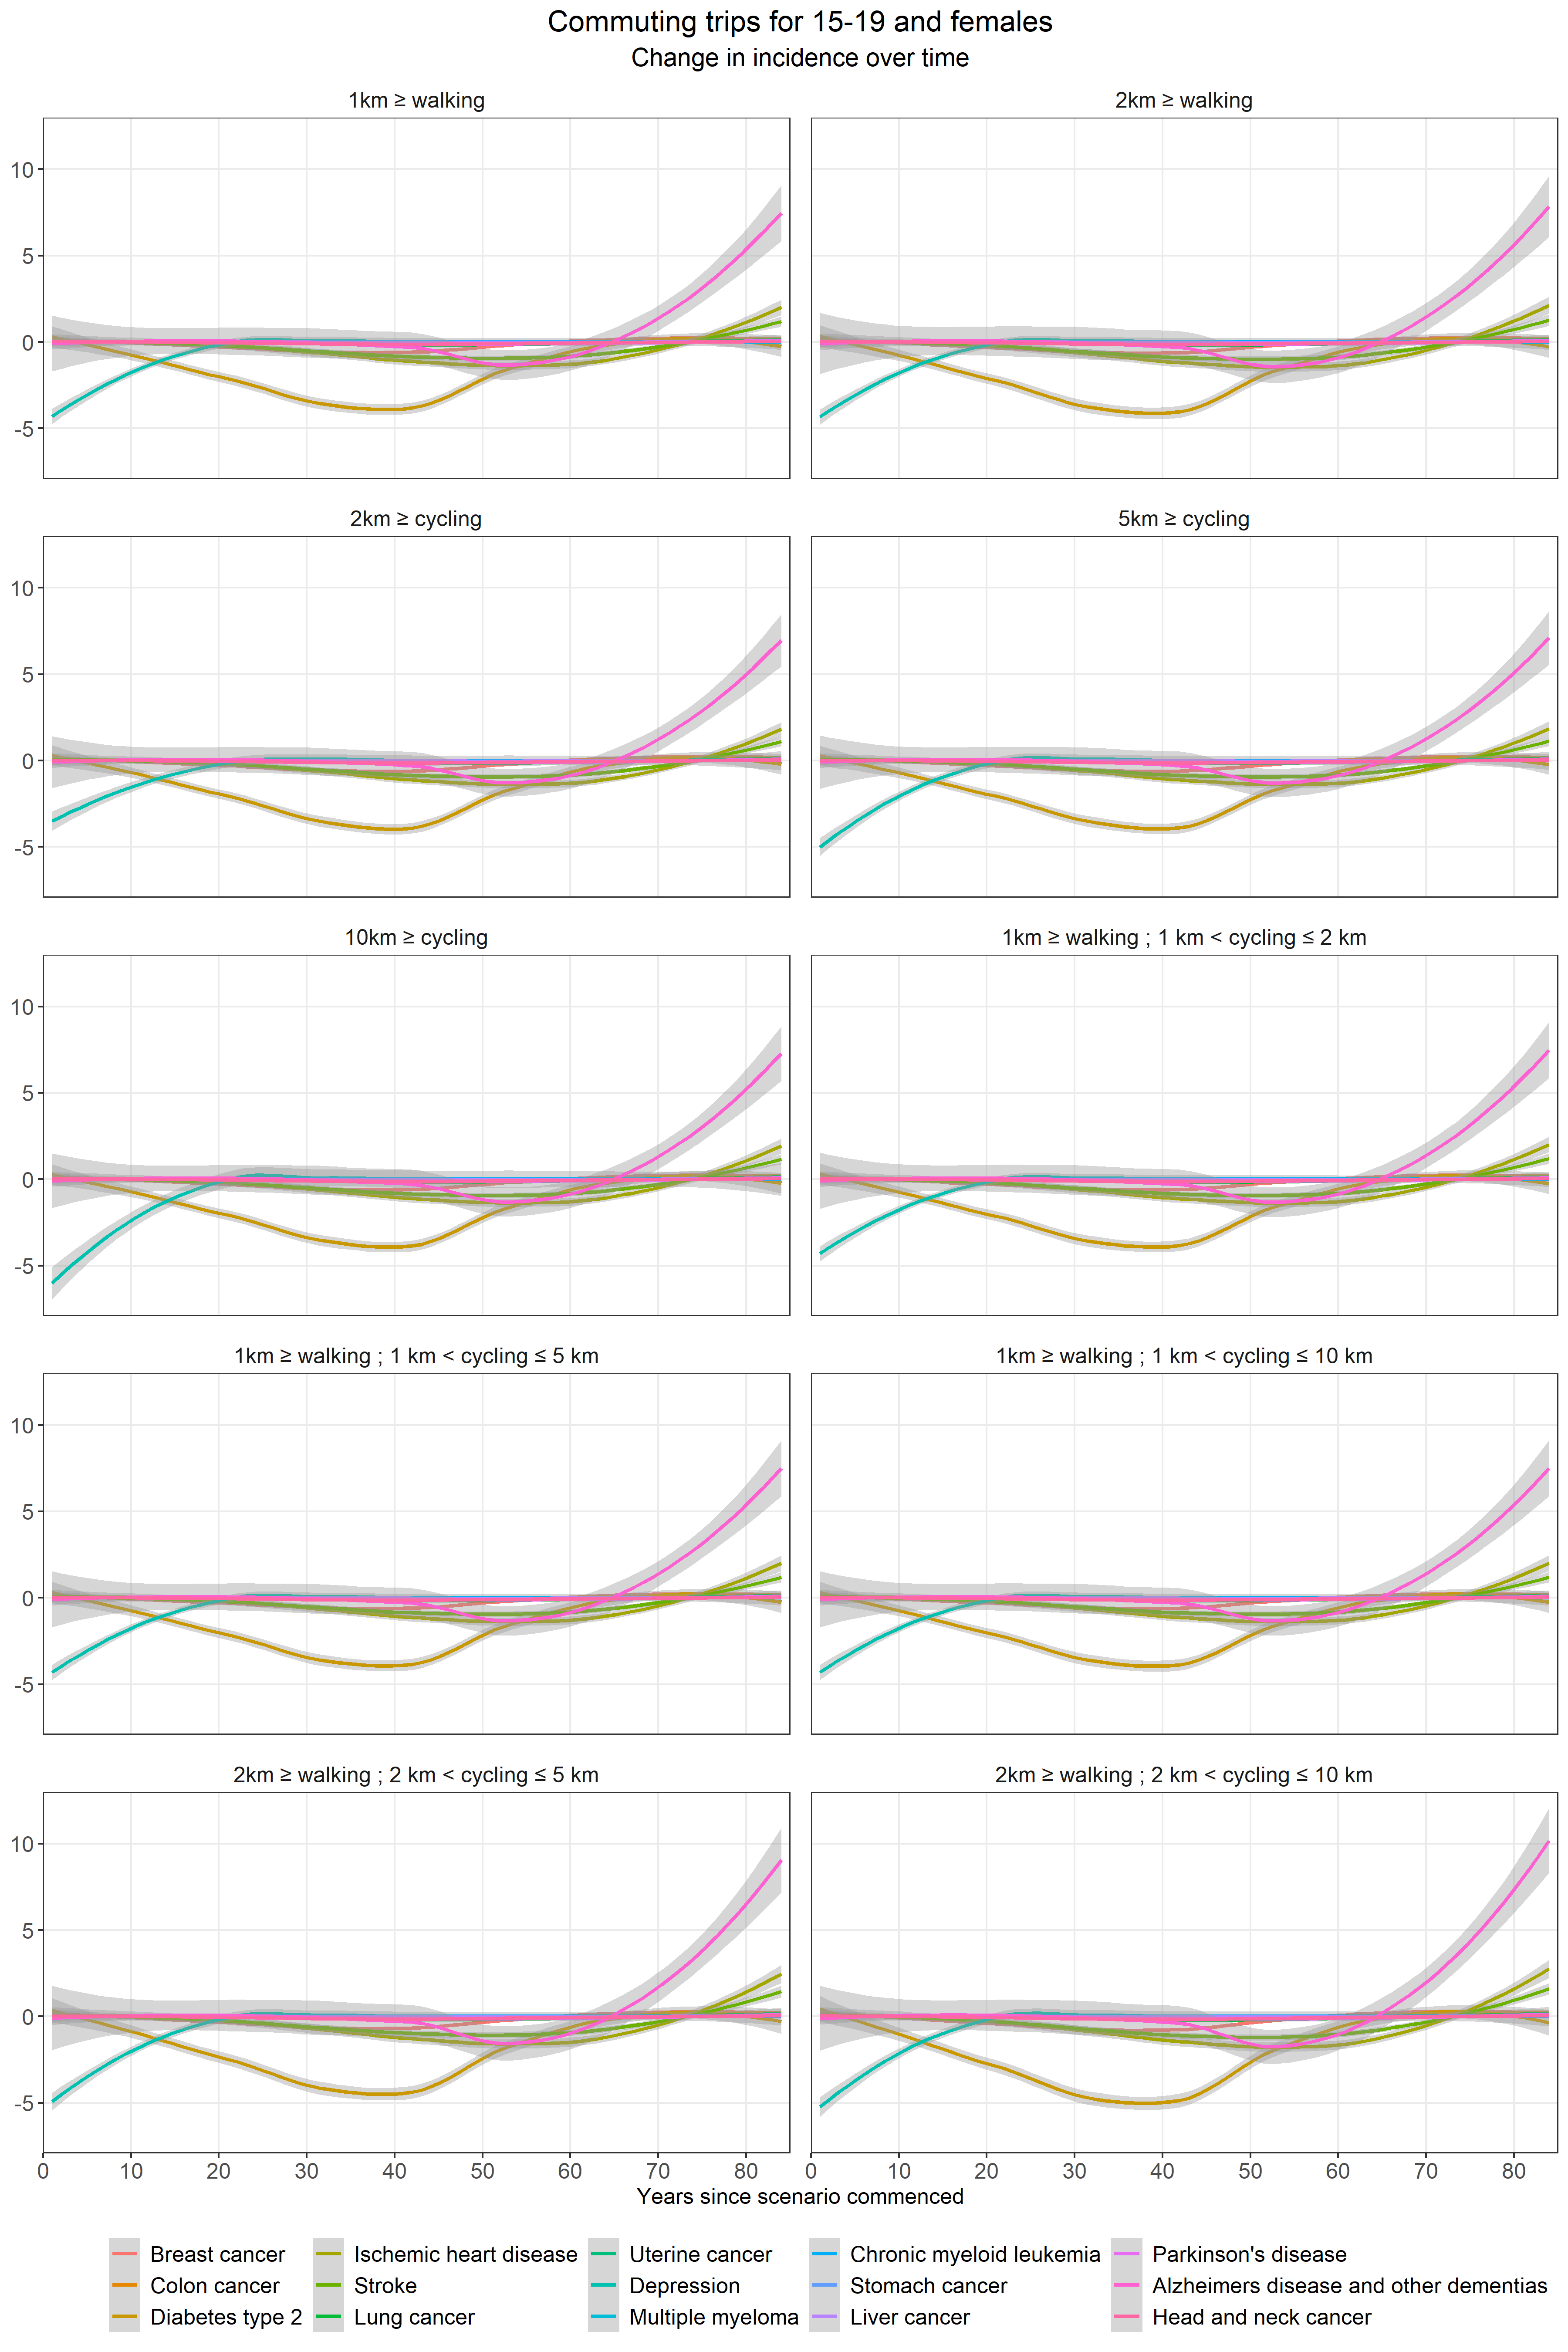 Commuting trips for 15-19 and females
Change in incidence over time
1km ≥ walking
2km ≥ walking
10
5
0
-5
2km ≥ cycling
5km ≥ cycling
10
5
0
-5
10km ≥ cycling
1km ≥ walking ; 1 km < cycling ≤ 2 km
10
5
0
-5
1km ≥ walking ; 1 km < cycling ≤ 5 km
1km ≥ walking ; 1 km < cycling ≤ 10 km
10
5
0
-5
2km ≥ walking ; 2 km < cycling ≤ 5 km
2km ≥ walking ; 2 km < cycling ≤ 10 km
10
5
0
-5
0 10 20 30 40 50 60 70 80
0 10 20 30 40 50 60 70 80
Years since scenario commenced
Breast cancer
Colon cancer
Diabetes type 2
Ischemic heart disease
Stroke
Lung cancer
Uterine cancer
Depression
Multiple myeloma
Chronic myeloid leukemia
Stomach cancer
Liver cancer
Parkinson's disease
Alzheimers disease and other dementias
Head and neck cancer